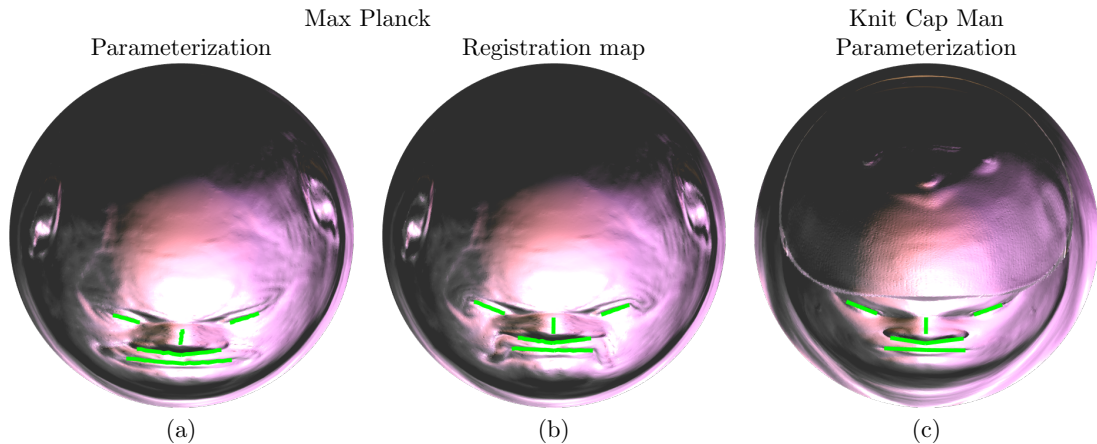 Max Planck
Knit Cap Man
Parameterization
Registration map
Parameterization
(a)
(b)
(c)